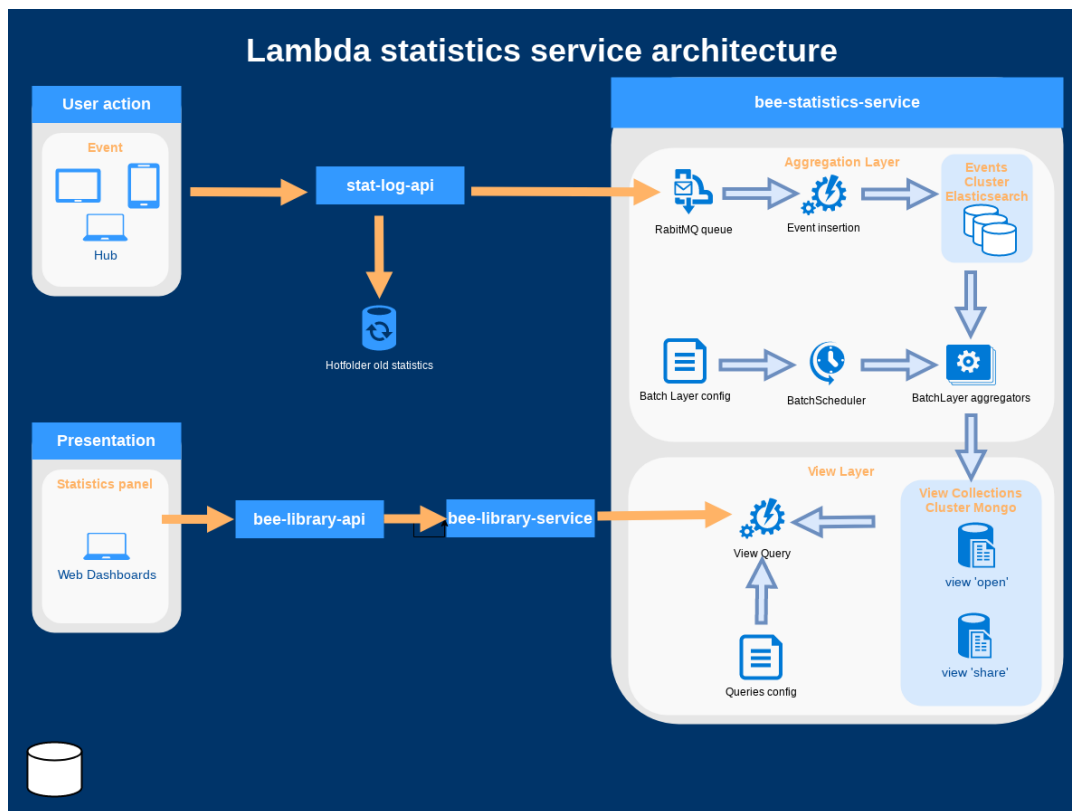 Lambda statistics service architecture
User action
Event
Hub
stat-log-api
Hotfolder old statistics
bee-statistics-service
Aggregation Layer
RabitMQ queue
Event insertion
Events
Cluster
Elasticsearch
Batch Layer config
BatchScheduler
BatchLayer aggregators
Presentation
Statistics panel
Web Dashboards
bee-library-api
bee-library-service
View Layer
View Query
Queries config
View Collections
Cluster Mongo
view 'open'
view 'share'